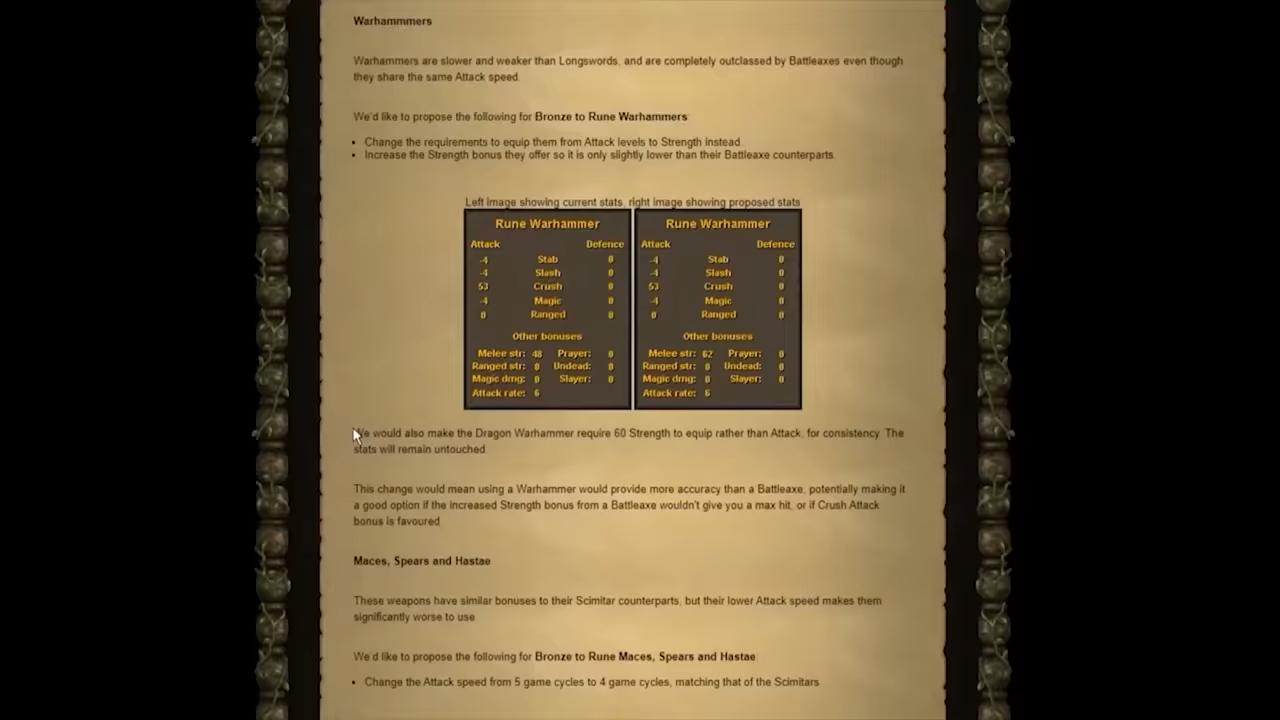 Warhammmers
Warhammers are slower and weaker than Longswords, and are completely outclassed by Battleaxes even though
they share the same Attack speed.
We'd like to propose the following for Bronze to Rune Warhammers:
• Change the requirements to equip them from Attack levels to Strength instead.
• Increase the Strength bonus they offer so it is only slightly lower than their Battleaxe counterparts.
Left image showing current stats, right image showing proposed stats
Rune Warhammer
Attack Defence
-4 Stab 0
-4 Slash 0
53 Crush 0
-4 Magic 0
0 Ranged 0
Other bonuses
Melee str: 48 Prayer: 0
Ranged str: 0 Undead: 0
Magic dmg: 0 Slayer: 0
Attack rate: 6
Rune Warhammer
Attack Defence
-4 Stab 0
-4 Slash 0
53 Crush 0
-4 Magic 0
0 Ranged 0
Other bonuses
Melee str: 62 Prayer: 0
Ranged str: 0 Undead: 0
Magic dmg: 0 Slayer: 0
Attack rate: 6
We would also make the Dragon Warhammer require 60 Strength to equip rather than Attack, for consistency. The
stats will remain untouched.
This change would mean using a Warhammer would provide more accuracy than a Battleaxe, potentially making it
a good option if the increased Strength bonus from a Battleaxe wouldn't give you a max hit, or if Crush Attack
bonus is favoured.
Maces, Spears and Hastae
These weapons have similar bonuses to their Scimitar counterparts, but their lower Attack speed makes them
significantly worse to use.
We'd like to propose the following for Bronze to Rune Maces, Spears and Hastae:
• Change the Attack speed from 5 game cycles to 4 game cycles, matching that of the Scimitars.